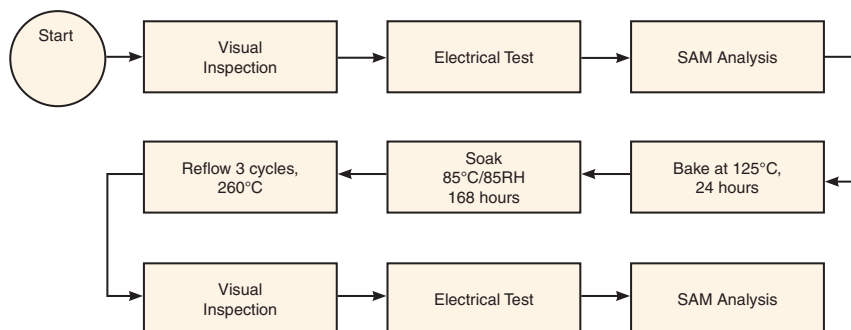 Start
Visual
Inspection
Electrical Test
SAM Analysis
Bake at 125°C,
24 hours
Soak
85°C/85RH
168 hours
Reflow 3 cycles,
260°C
Visual
Inspection
Electrical Test
SAM Analysis